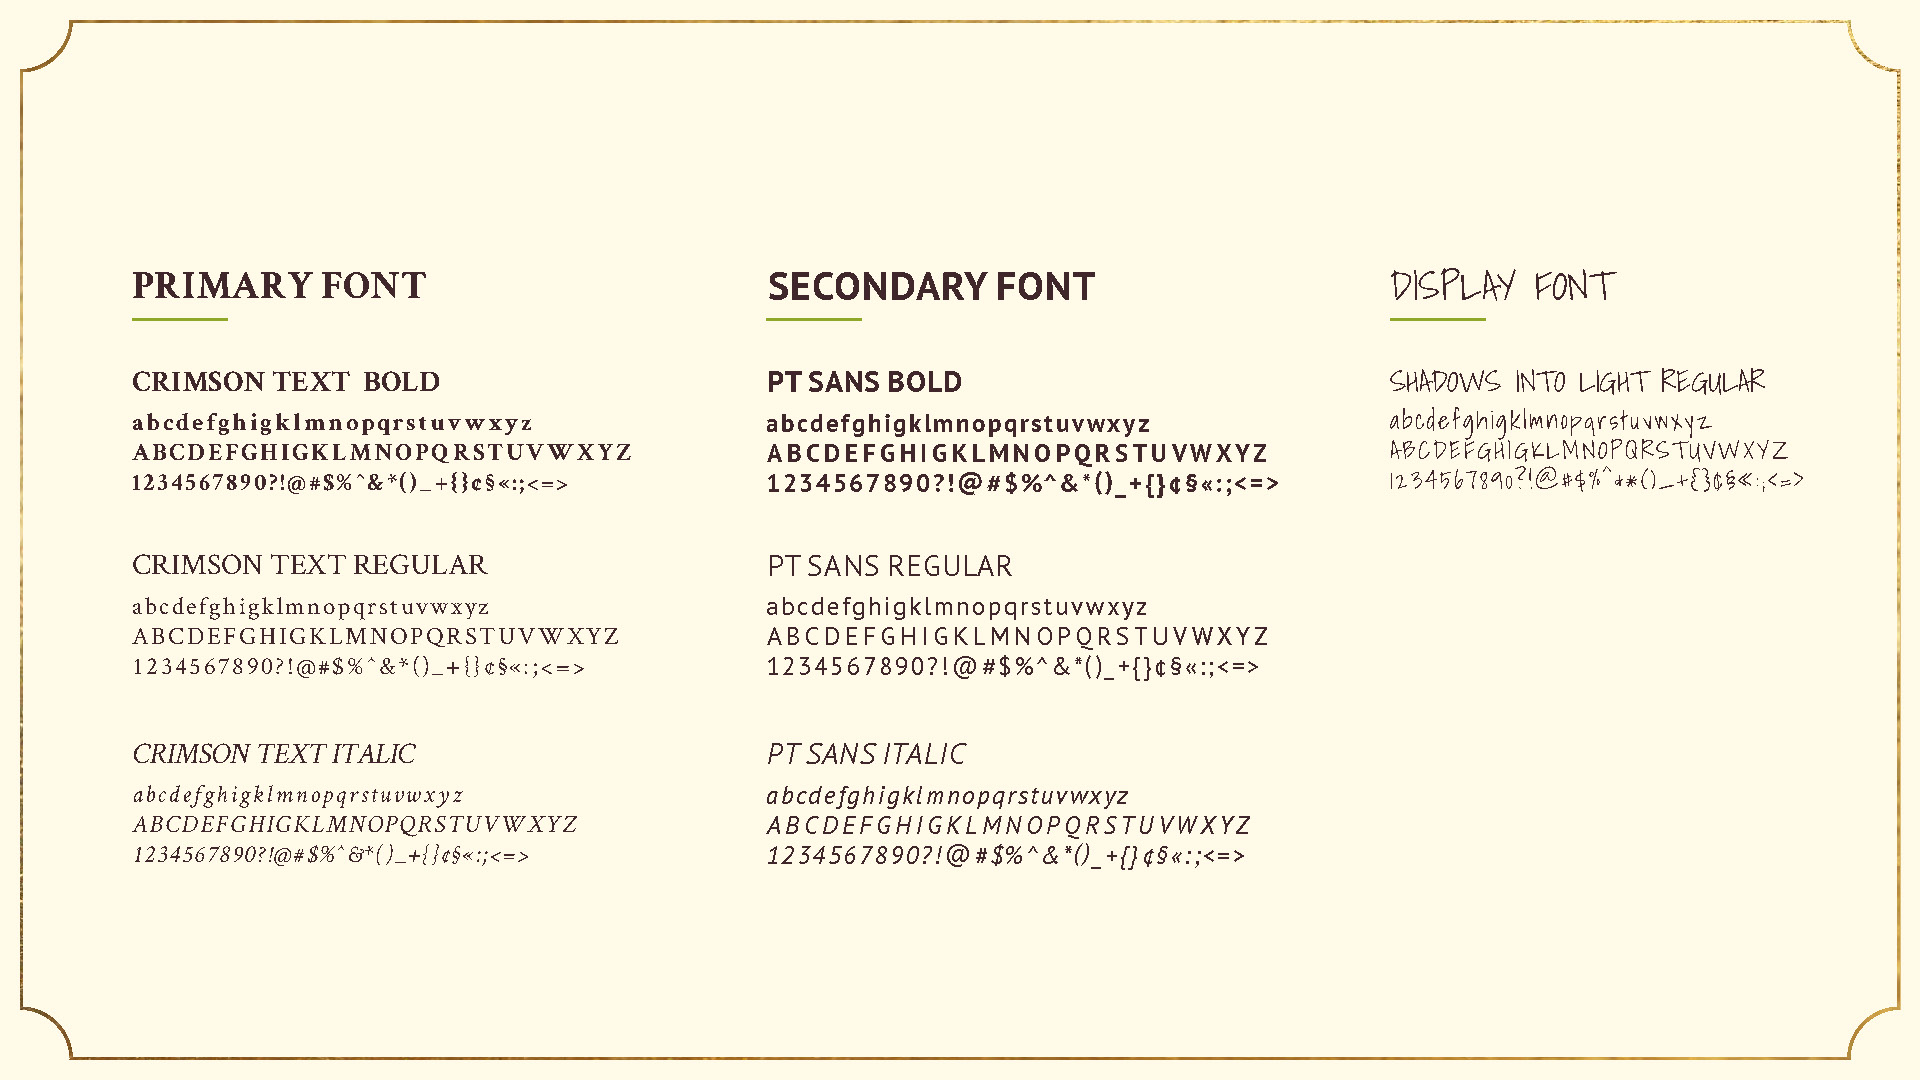 PRIMARY FONT
CRIMSON TEXT BOLD
abcdefghigklmnopqrstuvwxyz
ABCDEFGHIGKLMNOPQRSTUVWXYZ
1234567890?!@#$%^&*()_+{}¢§«:;<=>
CRIMSON TEXT REGULAR
abcdefghigklmnopqrstuvwxyz
ABCDEFGHIGKLMNOPQRSTUVWXYZ
1234567890?!@#$%^&*()_+{}¢§«:;<=>
CRIMSON TEXT ITALIC
abcdefghigklmnopqrstuvwxyz
ABCDEFGHIGKLMNOPQRSTUVWXYZ
1234567890?!@#$%^&*()_+{}¢§«:;<=>
SECONDARY FONT
PT SANS BOLD
abcdefghigklmnopqrstuvwxyz
ABCDEFGHIGKLMNOPQRSTUVWXYZ
1234567890?!@#$%^&*()_+{}¢§«:;<=>
PT SANS REGULAR
abcdefghigklmnopqrstuvwxyz
ABCDEFGHIGKLMNOPQRSTUVWXYZ
1234567890?!@#$%^&*()_+{}¢§«:;<=>
PT SANS ITALIC
abcdefghigklmnopqrstuvwxyz
ABCDEFGHIGKLMNOPQRSTUVWXYZ
1234567890?!@#$%^&*()_+{}¢§«:;<=>
DISPLAY FONT
SHADOWS INTO LIGHT REGULAR
abcdefghigklmnopqrstuvwxyz
ABCDEFGHIGKLMNOPQRSTUVWXYZ
1234567890?!@#$%^&*()_+{}¢§«:;<=>